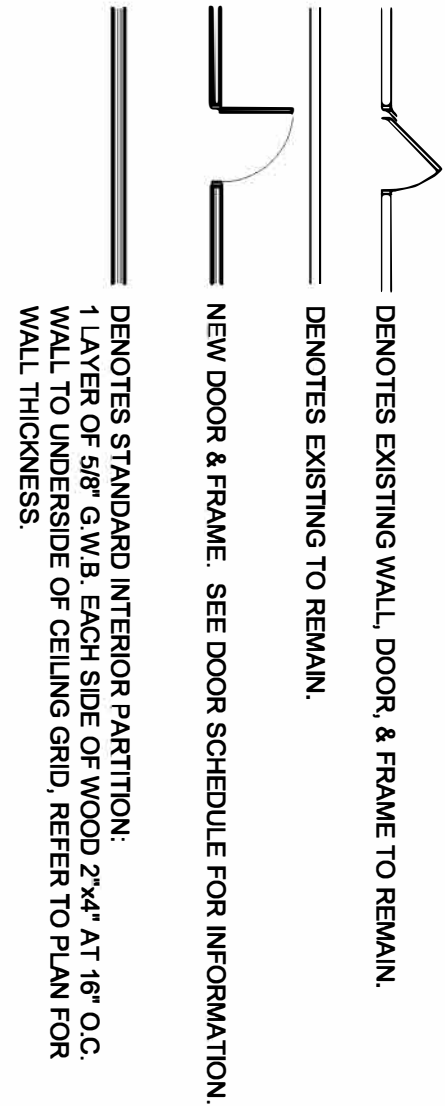 DENOTES EXISTING WALL, DOOR, & FRAME TO REMAIN.
DENOTES EXISTING TO REMAIN.
NEW DOOR & FRAME. SEE DOOR SCHEDULE FOR INFORMATION.
DENOTES STANDARD INTERIOR PARTITION:
1 LAYER OF 5/8" G.W.B. EACH SIDE OF WOOD 2"x4" AT 16" O.C.
WALL TO UNDERSIDE OF CEILING GRID, REFER TO PLAN FOR
WALL THICKNESS.